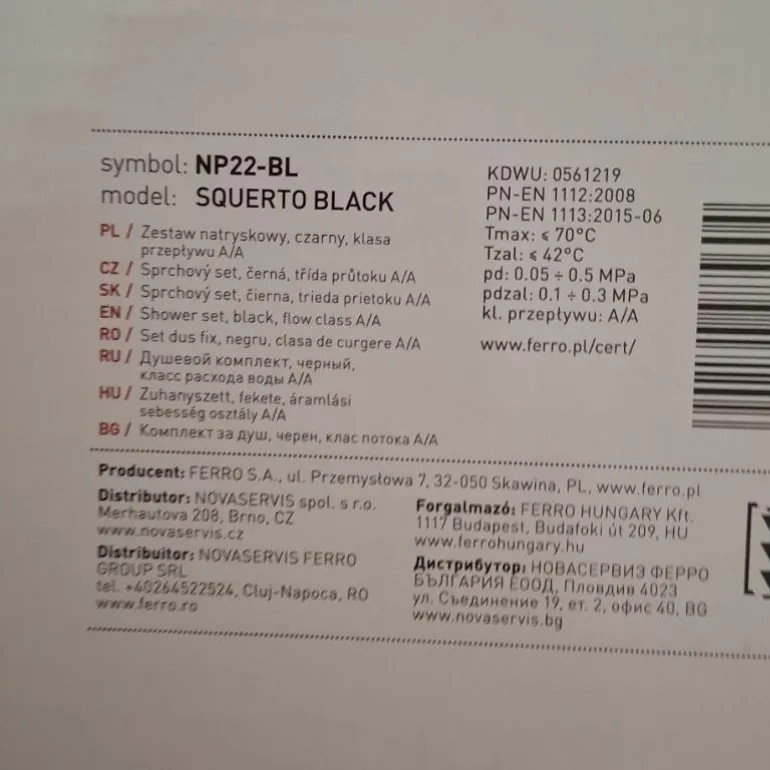 symbol: NP22-BL
model: SQUERTO BLACK
PL / Zestaw natryskowy, czarny, klasa
przepływu A/A
CZ / Sprchový set, černá, třída průtoku A/A
SK / Sprchový set, čierna, trieda prietoku A/A
EN / Shower set, black, flow class A/A
RO / Set dus fix, negru, clasa de curgere A/A
RU / Душевой комплект, черный,
класс расхода воды A/A
HU / Zuhanyszett, fekete, áramlási
sebesség osztály A/A
BG / Комплект за душ, черен, клас потока A/A
KDWU: 0561219
PN-EN 1112:2008
PN-EN 1113:2015-06
Tmax: ≤ 70°C
Tzal: ≤ 42°C
pd: 0.05 ÷ 0.5 MPa
pdzal: 0.1 ÷ 0.3 MPa
kl. przepływu: A/A
www.ferro.pl/cert/
Producent: FERRO S.A., ul. Przemysłowa 7, 32-050 Skawina, PL, www.ferro.pl
Distributor: NOVASERVIS spol. s r.o.
Merhautova 208, Brno, CZ
www.novaservis.cz
Distribuitor: NOVASERVIS FERRO
GROUP SRL
tel. +40264522524, Cluj-Napoca, RO
www.ferro.ro
Forgalmazó: FERRO HUNGARY Kft.
1117 Budapest, Budafoki út 209, HU
www.ferrohungary.hu
Дистрибутор: НОВАСЕРВИЗ ФЕРРО
БЪЛГАРИЯ ЕООД, Пловдив 4023
ул. Съединение 19, ет. 2, офис 40, BG
www.novaservis.bg